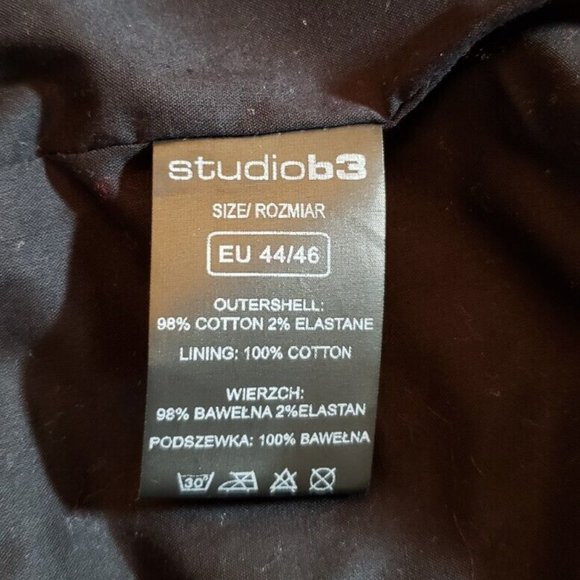 studiob3
SIZE/ ROZMIAR
EU 44/46
OUTERSHELL:
98% COTTON 2% ELASTANE
LINING: 100% COTTON
WIERZCH:
98% BAWEŁNA 2%ELASTAN
PODSZEWKA: 100% BAWEŁNA
30°